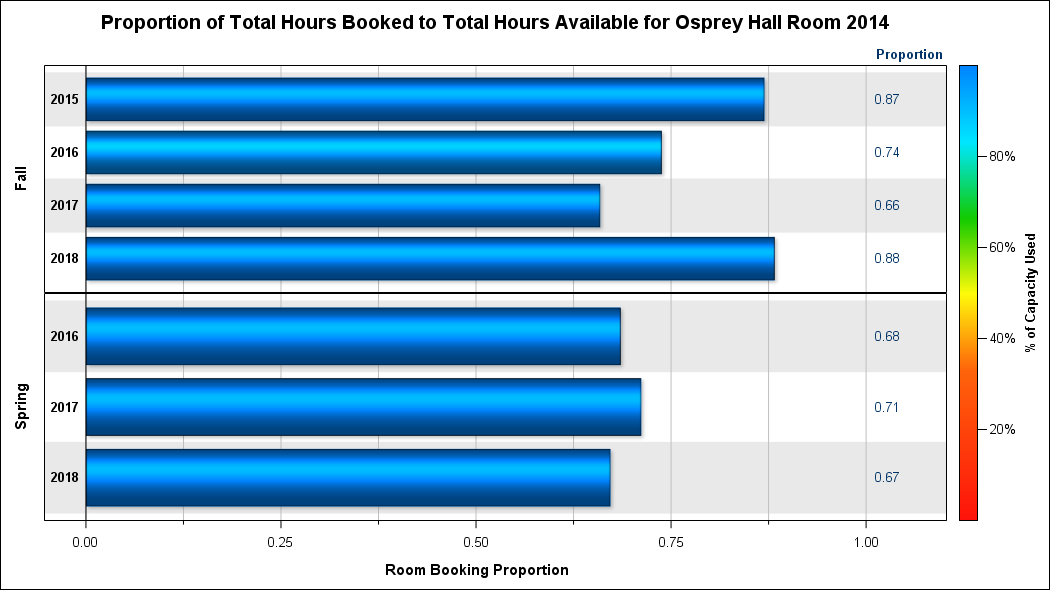 Proportion of Total Hours Booked to Total Hours Available for Osprey Hall Room 2014
Proportion
Fall
2015 0.87
2016 0.74
2017 0.66
2018 0.88
Spring
2016 0.68
2017 0.71
2018 0.67
0.00 0.25 0.50 0.75 1.00
Room Booking Proportion
80%
60%
40%
20%
% of Capacity Used